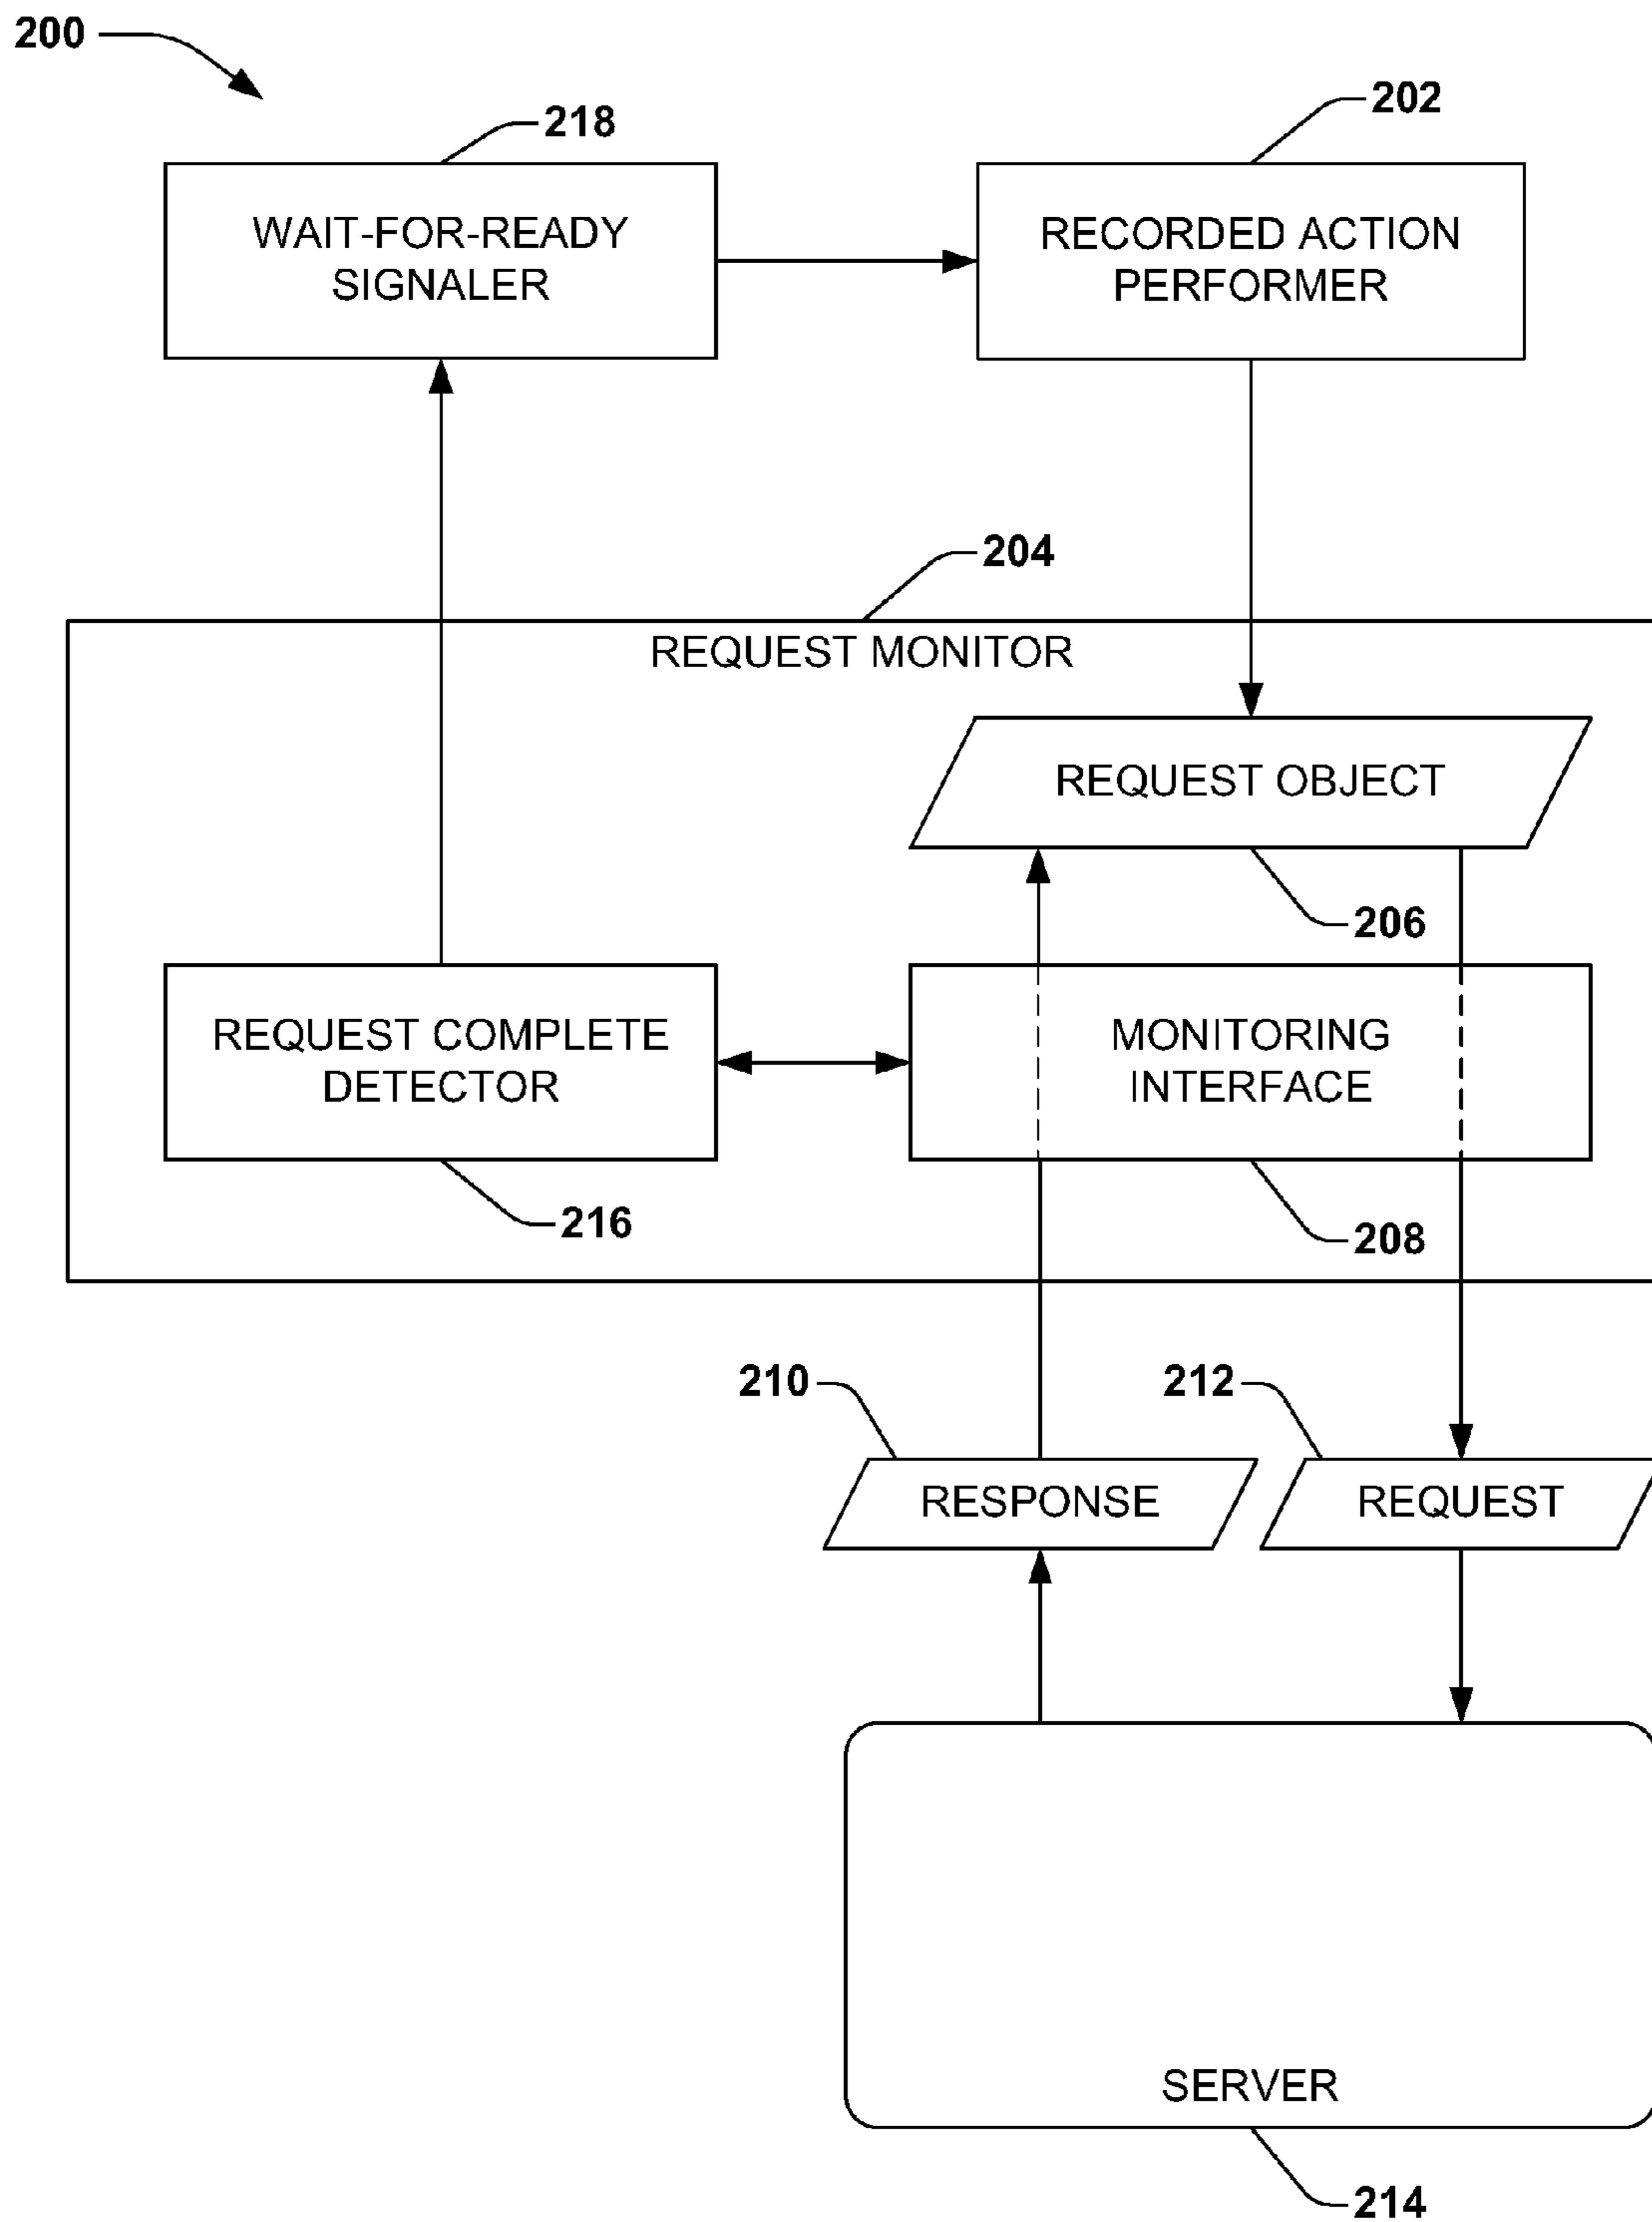 200
218
202
WAIT-FOR-READY
SIGNALER
RECORDED ACTION
PERFORMER
204
REQUEST MONITOR
REQUEST OBJECT
206
REQUEST COMPLETE
DETECTOR
MONITORING
INTERFACE
216
208
210
212
RESPONSE
REQUEST
SERVER
214